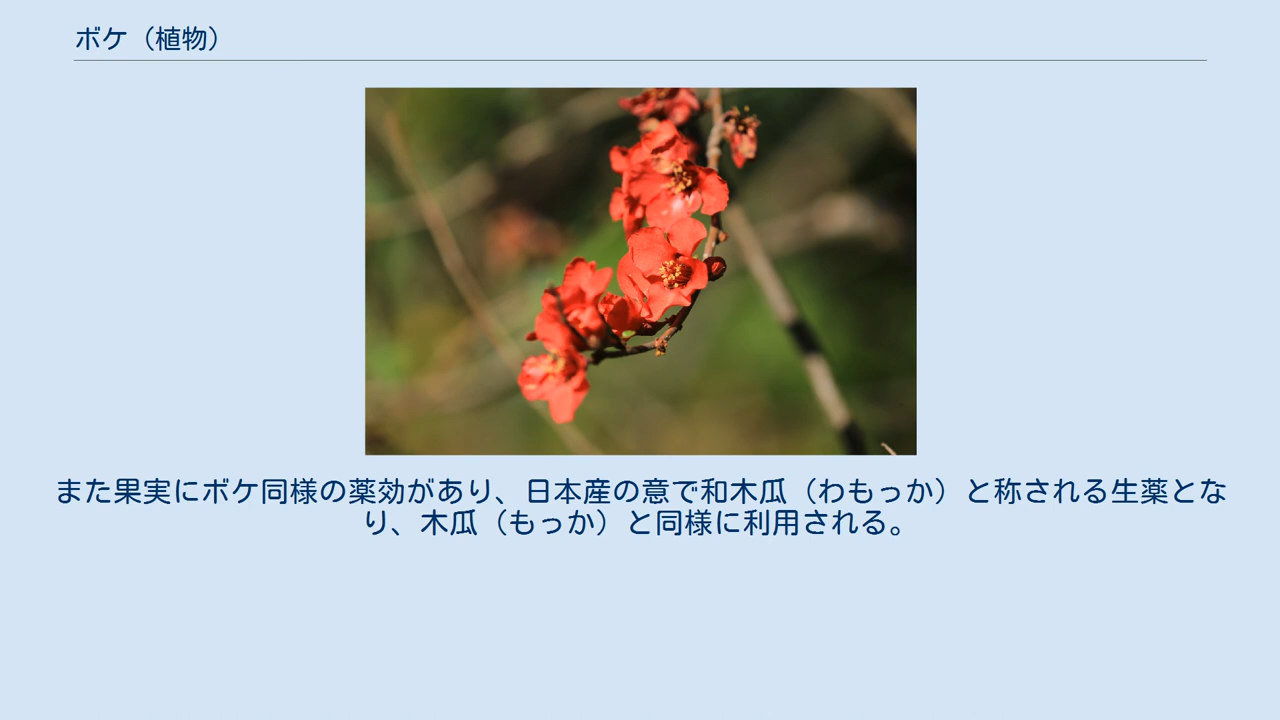 ボケ（植物）
また果実にボケ同様の薬効があり、日本産の意で和木瓜（わもっか）と称される生薬とな
り、木瓜（もっか）と同様に利用される。